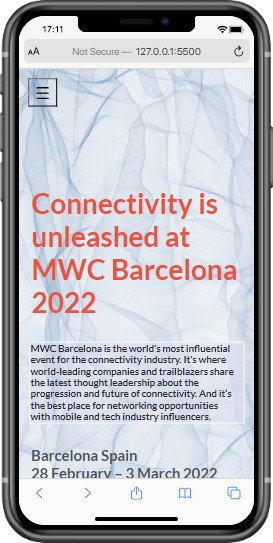 17:11
AA Not Secure — 127.0.0.1:5500
Connectivity is
unleashed at
MWC Barcelona
2022
MWC Barcelona is the world's most influential
event for the connectivity industry. It's where
world-leading companies and trailblazers share
the latest thought leadership about the
progression and future of connectivity. And it's
the best place for networking opportunities
with mobile and tech industry influencers.
Barcelona Spain
28 February – 3 March 2022